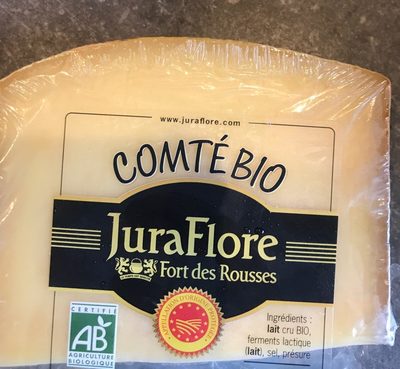 www.juraflore.com
COMTÉ BIO
JuraFlore
Fort des Rousses
APPELLATION D'ORIGINE PROTÉGÉE
CERTIFIÉ
AB
AGRICULTURE
BIOLOGIQUE
Ingrédients :
lait cru BIO,
ferments lactique
(lait), sel, présure